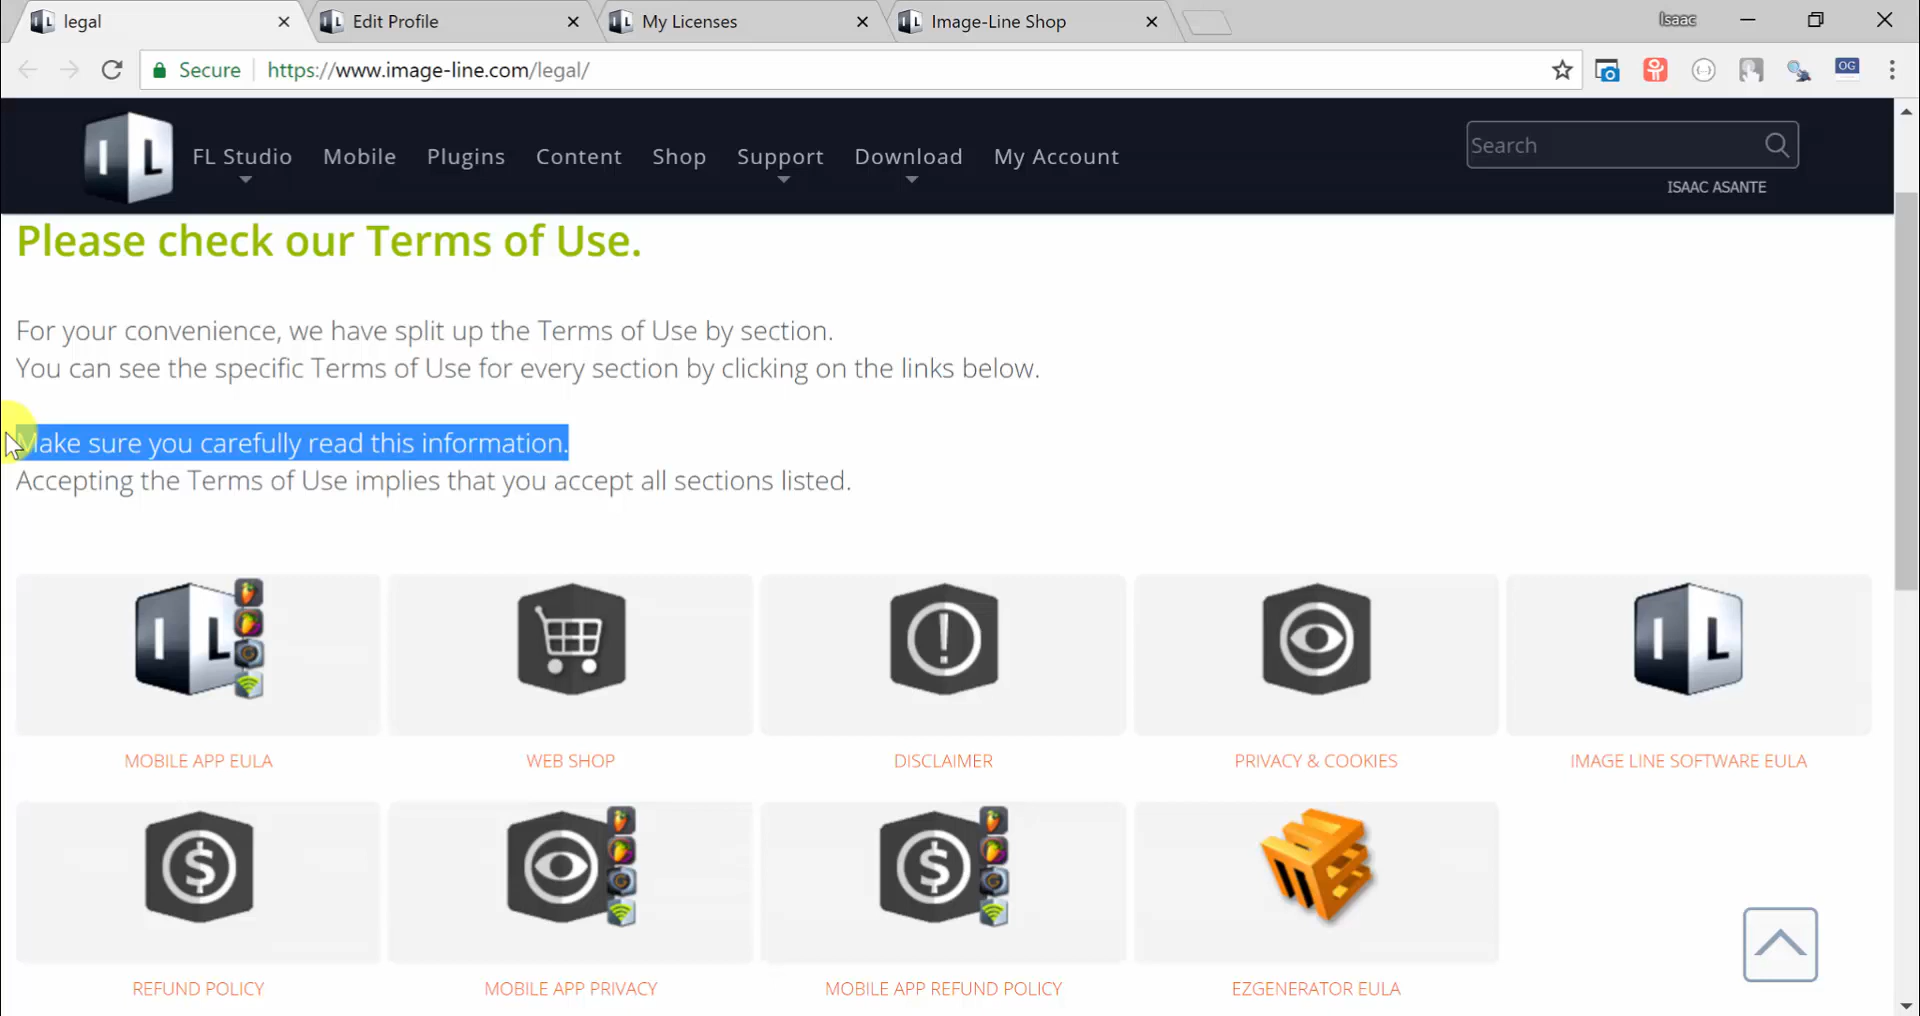 legal
Edit Profile
My Licenses
Image-Line Shop
Isaac
Secure
https://www.image-line.com/legal/
OG
I L
FL Studio
Mobile
Plugins
Content
Shop
Support
Download
My Account
Search
ISAAC ASANTE
Please check our Terms of Use.
For your convenience, we have split up the Terms of Use by section.
You can see the specific Terms of Use for every section by clicking on the links below.
Make sure you carefully read this information.
Accepting the Terms of Use implies that you accept all sections listed.
I L
I L
MOBILE APP EULA
WEB SHOP
DISCLAIMER
PRIVACY & COOKIES
IMAGE LINE SOFTWARE EULA
REFUND POLICY
MOBILE APP PRIVACY
MOBILE APP REFUND POLICY
EZGENERATOR EULA